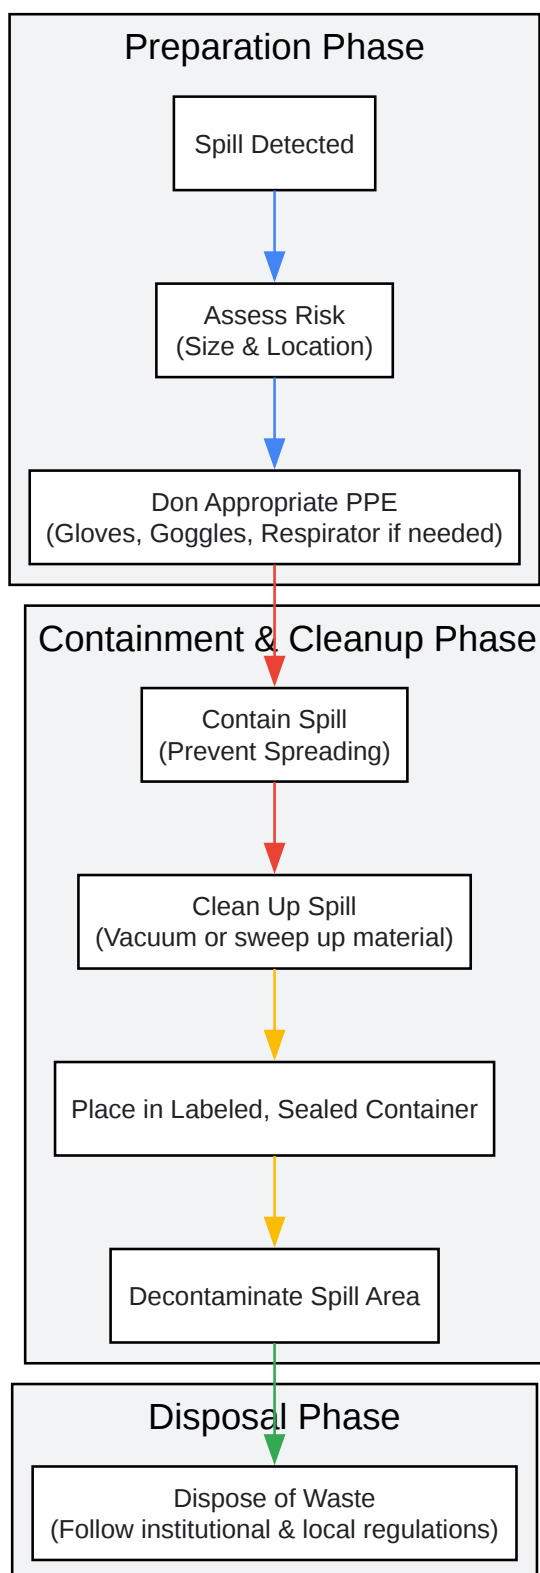 Preparation Phase
Spill Detected
Assess Risk
(Size & Location)
Don Appropriate PPE
(Gloves, Goggles, Respirator if needed)
Containment & Cleanup Phase
Contain Spill
(Prevent Spreading)
Clean Up Spill
(Vacuum or sweep up material)
Place in Labeled, Sealed Container
Decontaminate Spill Area
Disposal Phase
Dispose of Waste
(Follow institutional & local regulations)